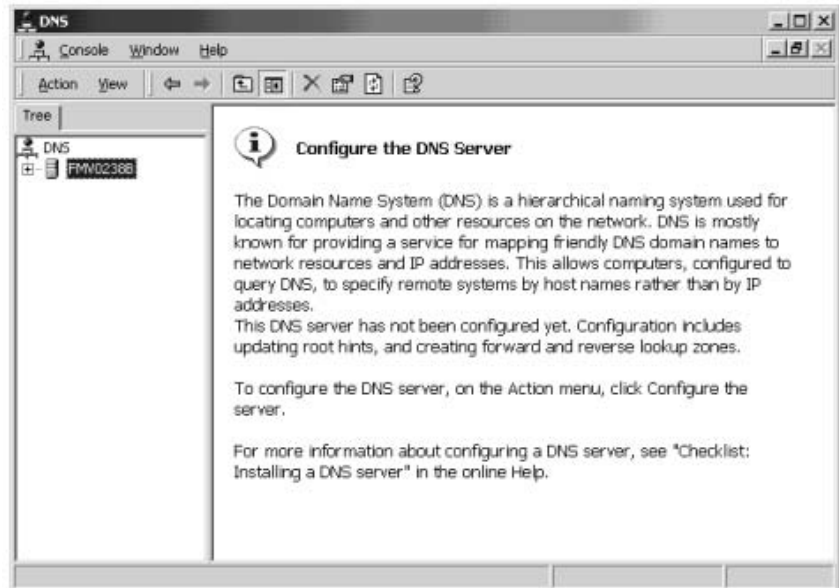 DNS
Console Window Help
Action View
Tree
DNS
FMV0238B
Configure the DNS Server
The Domain Name System (DNS) is a hierarchical naming system used for
locating computers and other resources on the network. DNS is mostly
known for providing a service for mapping friendly DNS domain names to
network resources and IP addresses. This allows computers, configured to
query DNS, to specify remote systems by host names rather than by IP
addresses.
This DNS server has not been configured yet. Configuration includes
updating root hints, and creating forward and reverse lookup zones.
To configure the DNS server, on the Action menu, click Configure the
server.
For more information about configuring a DNS server, see "Checklist:
Installing a DNS server" in the online Help.